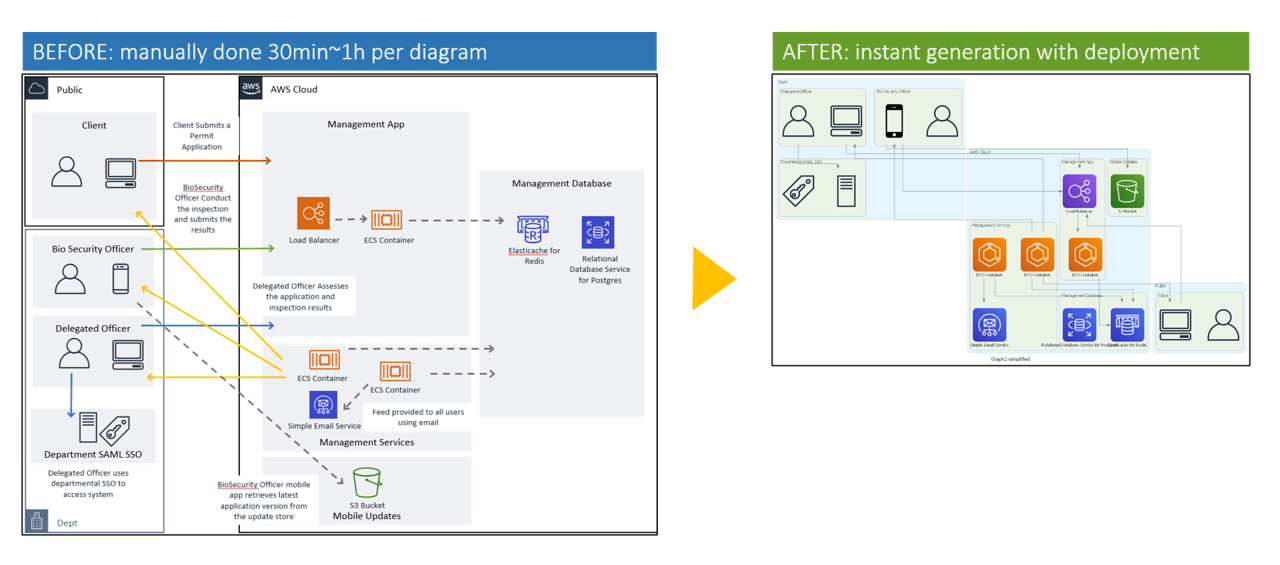 BEFORE: manually done 30min~1h per diagram
Public
aws
AWS Cloud
Client
Client Submits a
Permit
Application
BioSecurity
Officer Conduct
the inspection
and submits the
results
Management App
Load Balancer
ECS Container
Management Database
Elasticache for
Redis
Relational
Database Service
for Postgres
Bio Security Officer
Delegated Officer Assesses
the application and
inspection results
Delegated Officer
ECS Container
ECS Container
Simple Email Service
Feed provided to all users
using email
Management Services
Department SAML SSO
Delegated Officer uses
departmental SSO to
access system
BioSecurity Officer mobile
app retrieves latest
application version from
the update store
S3 Bucket
Mobile Updates
Dept
AFTER: instant generation with deployment
Dept
Delegated Officer
Bio Security Officer
Department SAML SSO
AWS Cloud
Management App
Mobile Updates
Load Balancer
S3 Bucket
Management Services
ECS Container
ECS Container
ECS Container
Public
Client
Management Database
Simple Email Service
Relational Database Service for Postgres
Elasticache for Redis
Graph2-simplified